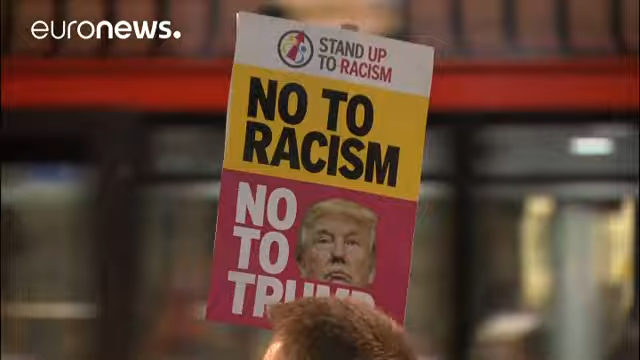 euronews.
STAND UP
TO RACISM
NO TO
RACISM
NO
TO
TRUMP